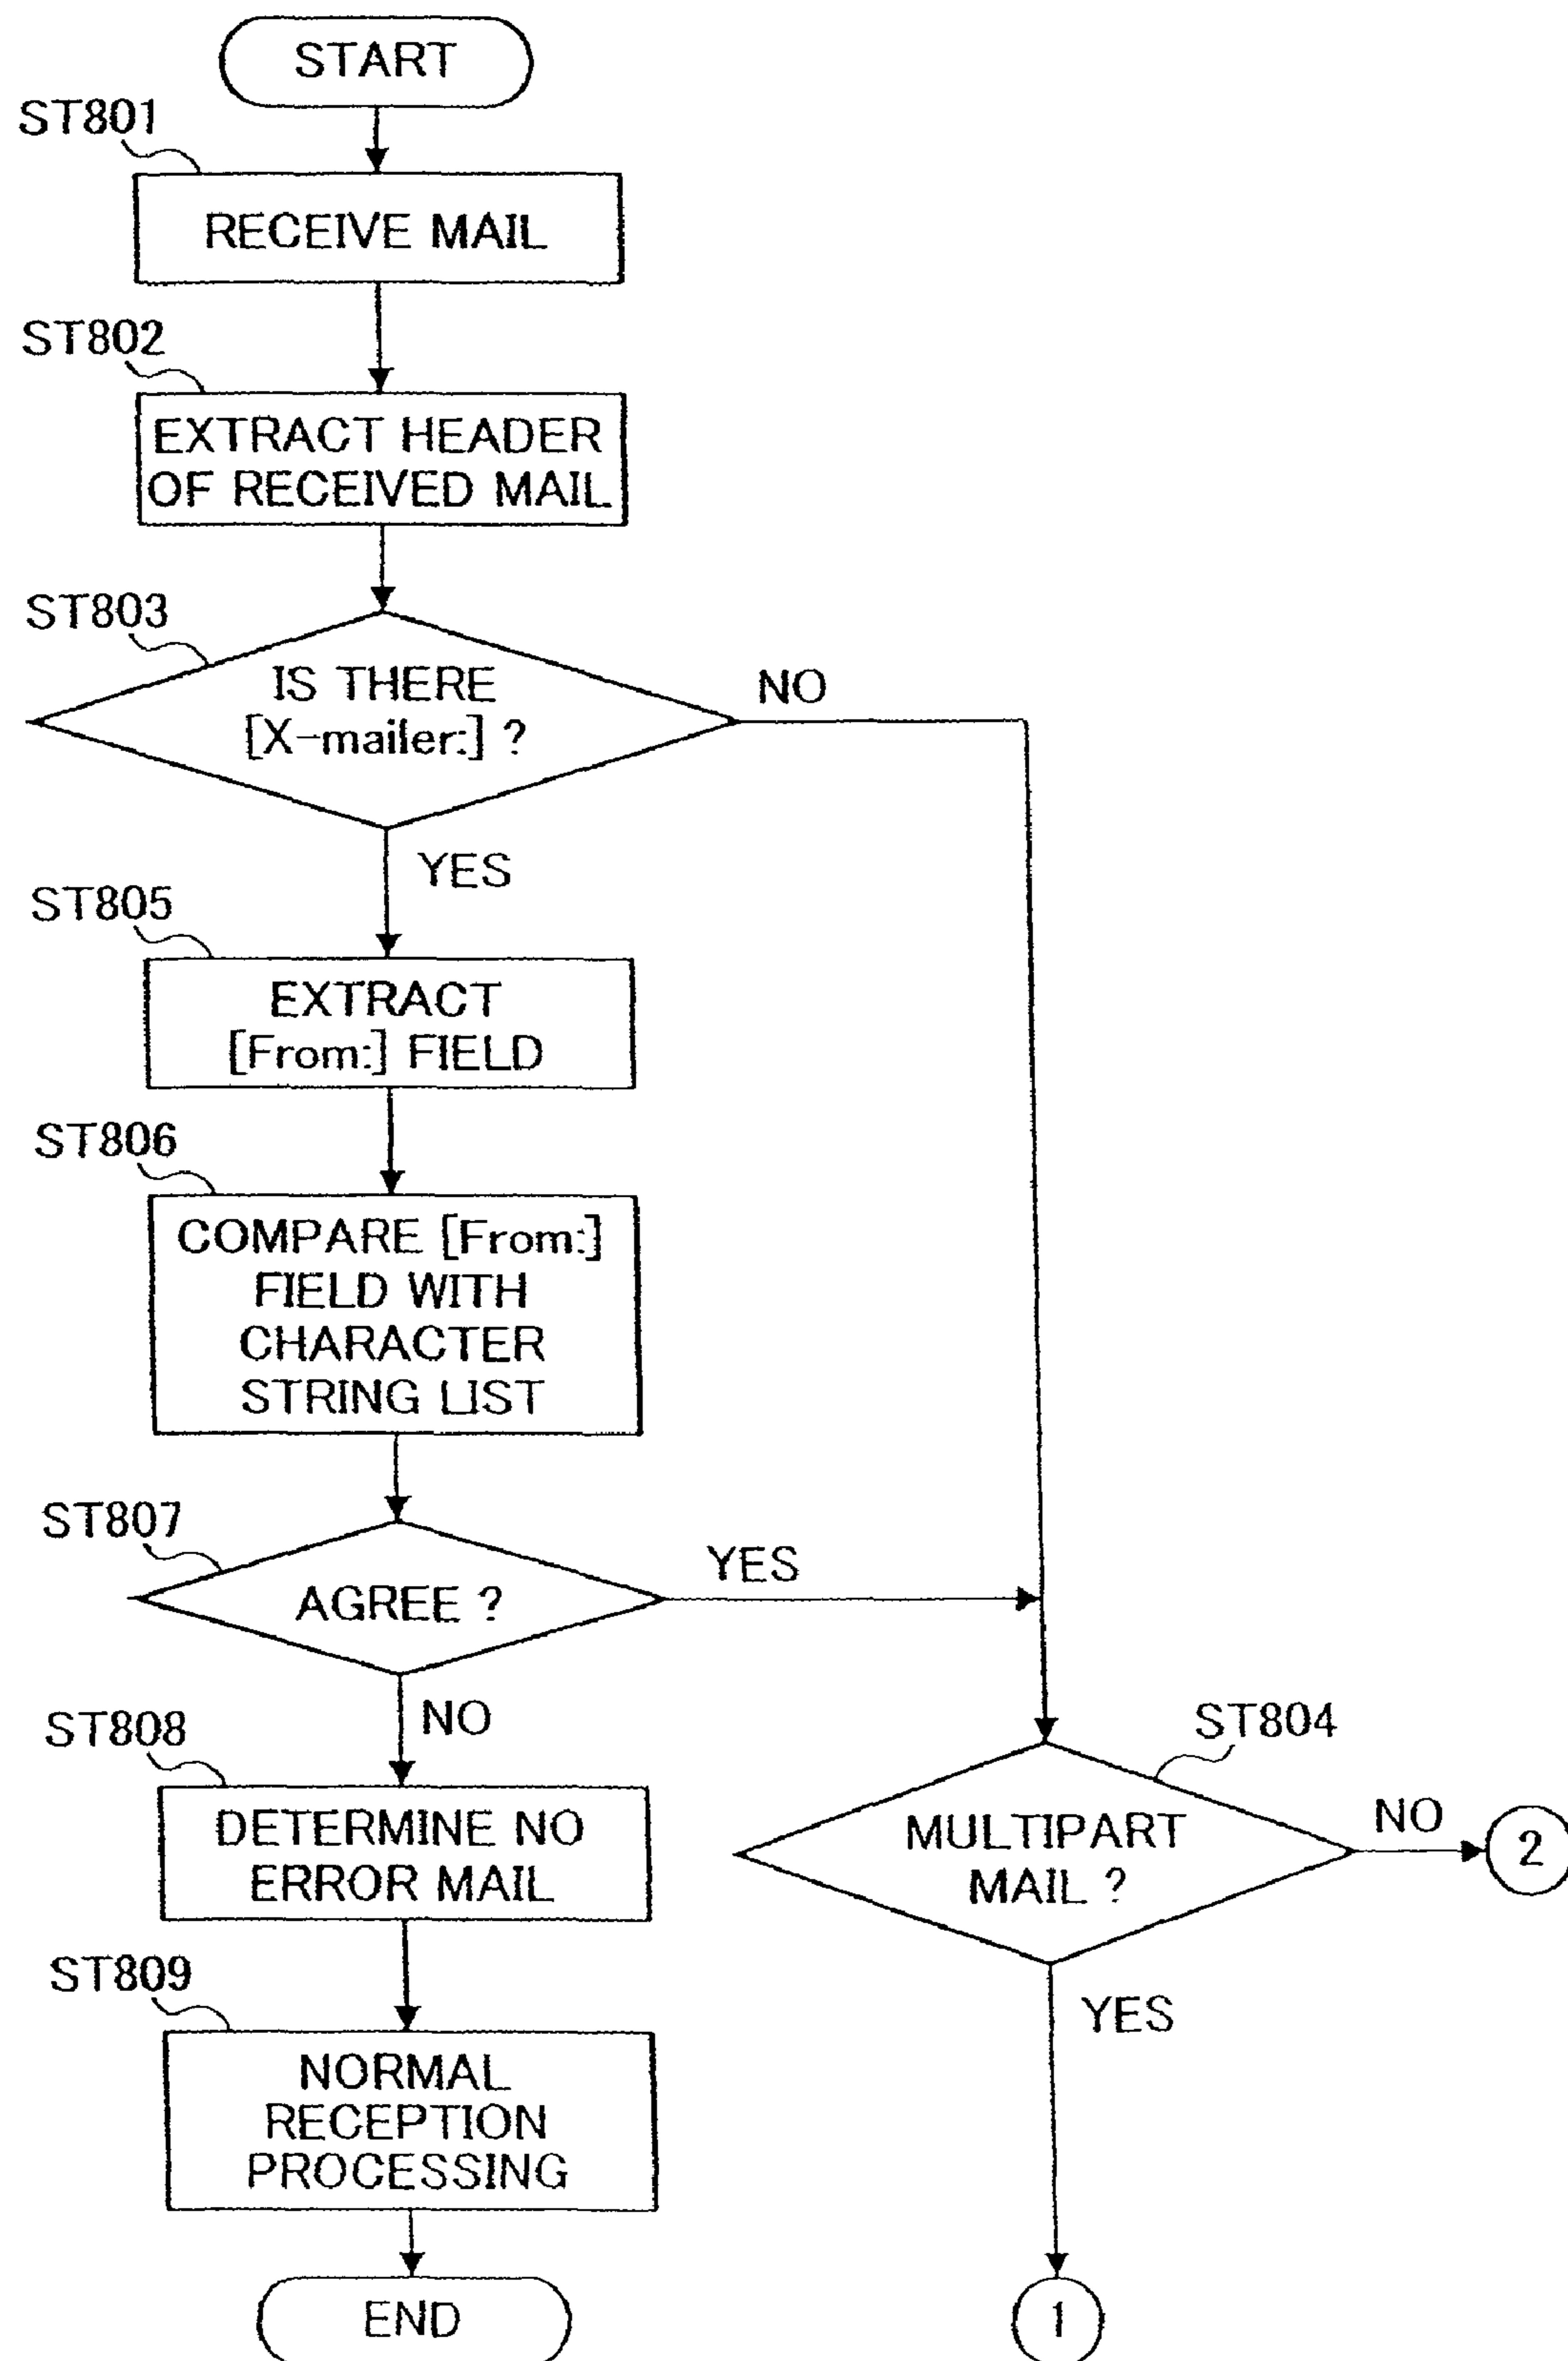 START
ST801
RECEIVE MAIL
ST802
EXTRACT HEADER
OF RECEIVED MAIL
ST803
IS THERE
[X-mailer:] ?
NO
YES
ST805
EXTRACT
[From:] FIELD
ST806
COMPARE [From:]
FIELD WITH
CHARACTER
STRING LIST
ST807
AGREE ?
YES
NO
ST808
DETERMINE NO
ERROR MAIL
ST809
NORMAL
RECEPTION
PROCESSING
END
ST804
MULTIPART
MAIL ?
NO
2
YES
1